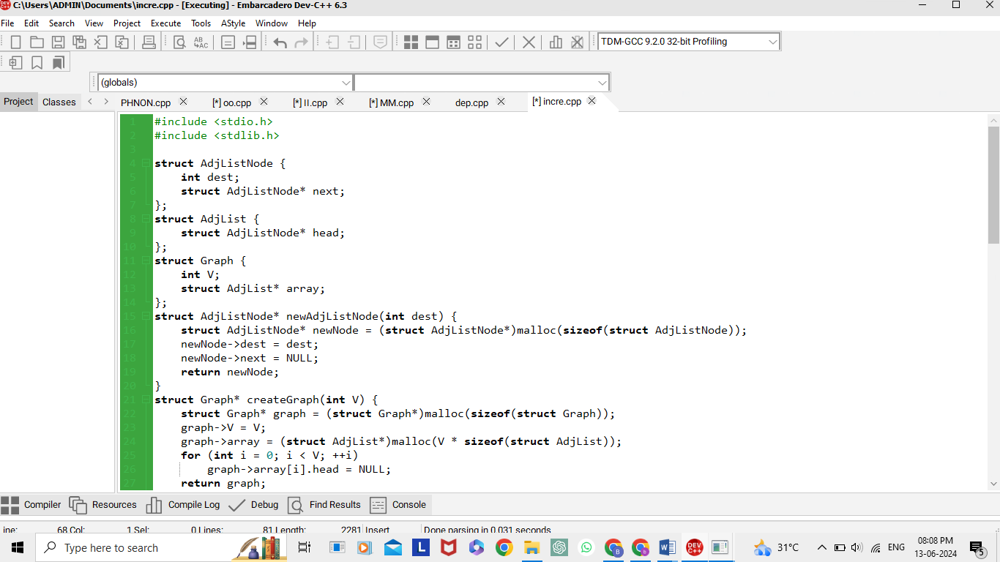 C:\Users\ADMIN\Documents\incre.cpp - [Executing] - Embarcadero Dev-C++ 6.3
File Edit Search View Project Execute Tools AStyle Window Help
TDM-GCC 9.2.0 32-bit Profiling
(globals)
Project Classes PHNON.cpp [*] oo.cpp [*] II.cpp [*] MM.cpp dep.cpp [*] incre.cpp
1 #include <stdio.h>
2 #include <stdlib.h>
3
4 struct AdjListNode {
5 int dest;
6 struct AdjListNode* next;
7 };
8 struct AdjList {
9 struct AdjListNode* head;
10 };
11 struct Graph {
12 int V;
13 struct AdjList* array;
14 };
15 struct AdjListNode* newAdjListNode(int dest) {
16 struct AdjListNode* newNode = (struct AdjListNode*)malloc(sizeof(struct AdjListNode));
17 newNode->dest = dest;
18 newNode->next = NULL;
19 return newNode;
20 }
21 struct Graph* createGraph(int V) {
22 struct Graph* graph = (struct Graph*)malloc(sizeof(struct Graph));
23 graph->V = V;
24 graph->array = (struct AdjList*)malloc(V * sizeof(struct AdjList));
25 for (int i = 0; i < V; ++i)
26 graph->array[i].head = NULL;
27 return graph;
Compiler Resources Compile Log Debug Find Results Console
ine: 68 Col: 1 Sel: 0 Lines: 81 Length: 2281 Insert Done parsing in 0.031 seconds
Type here to search
31°C ENG 08:08 PM
13-06-2024
5